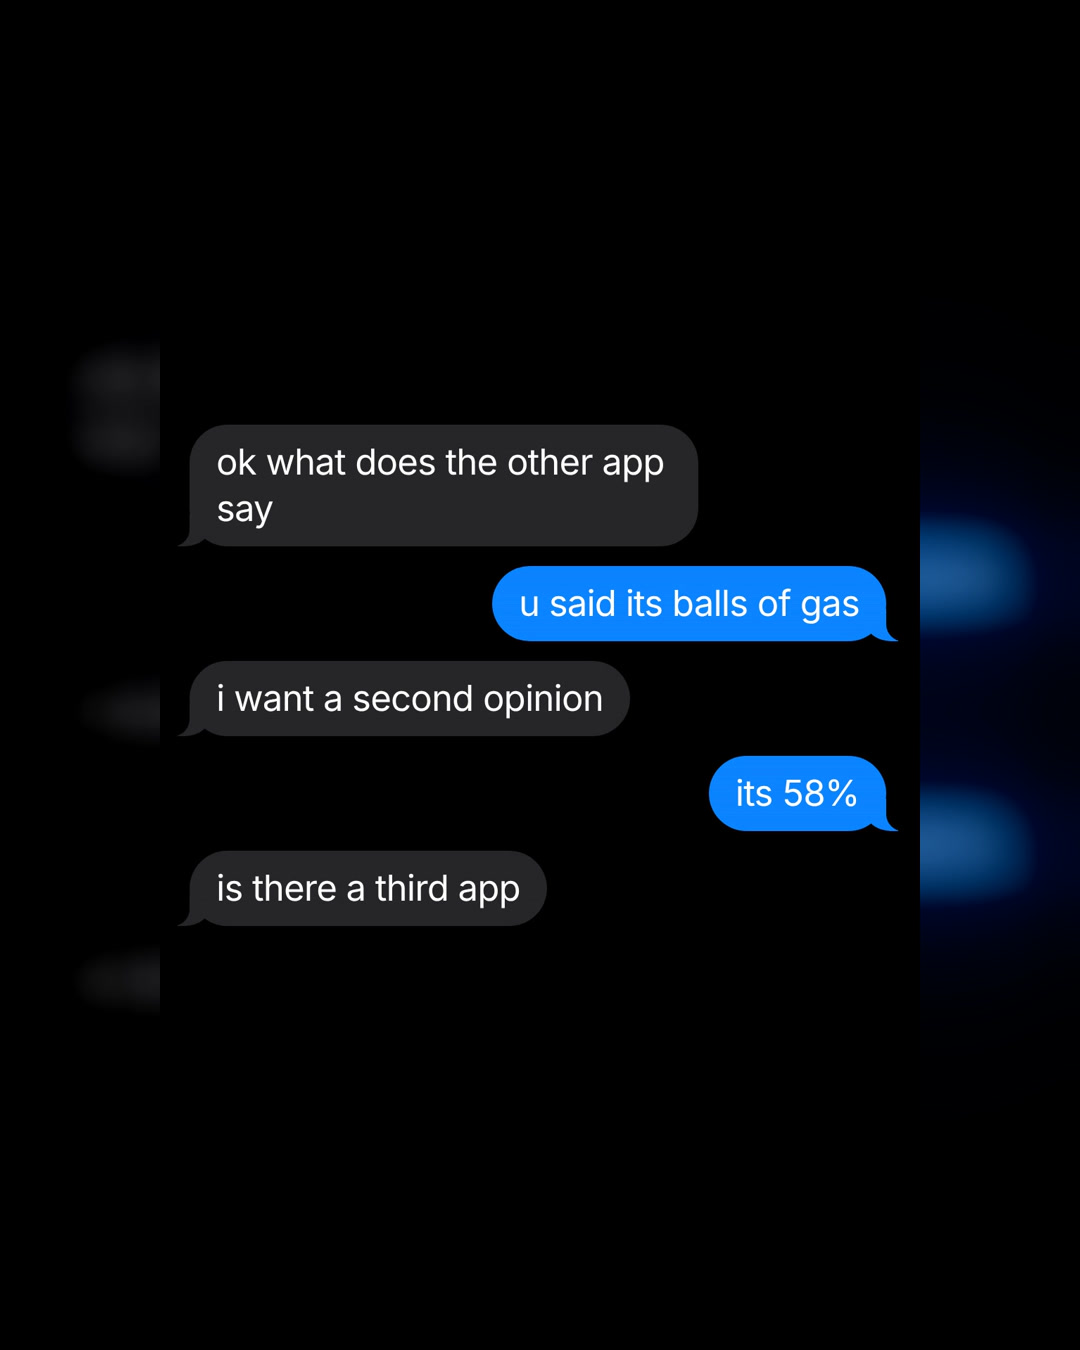 ok what does the other app
say
u said its balls of gas
i want a second opinion
its 58%
is there a third app